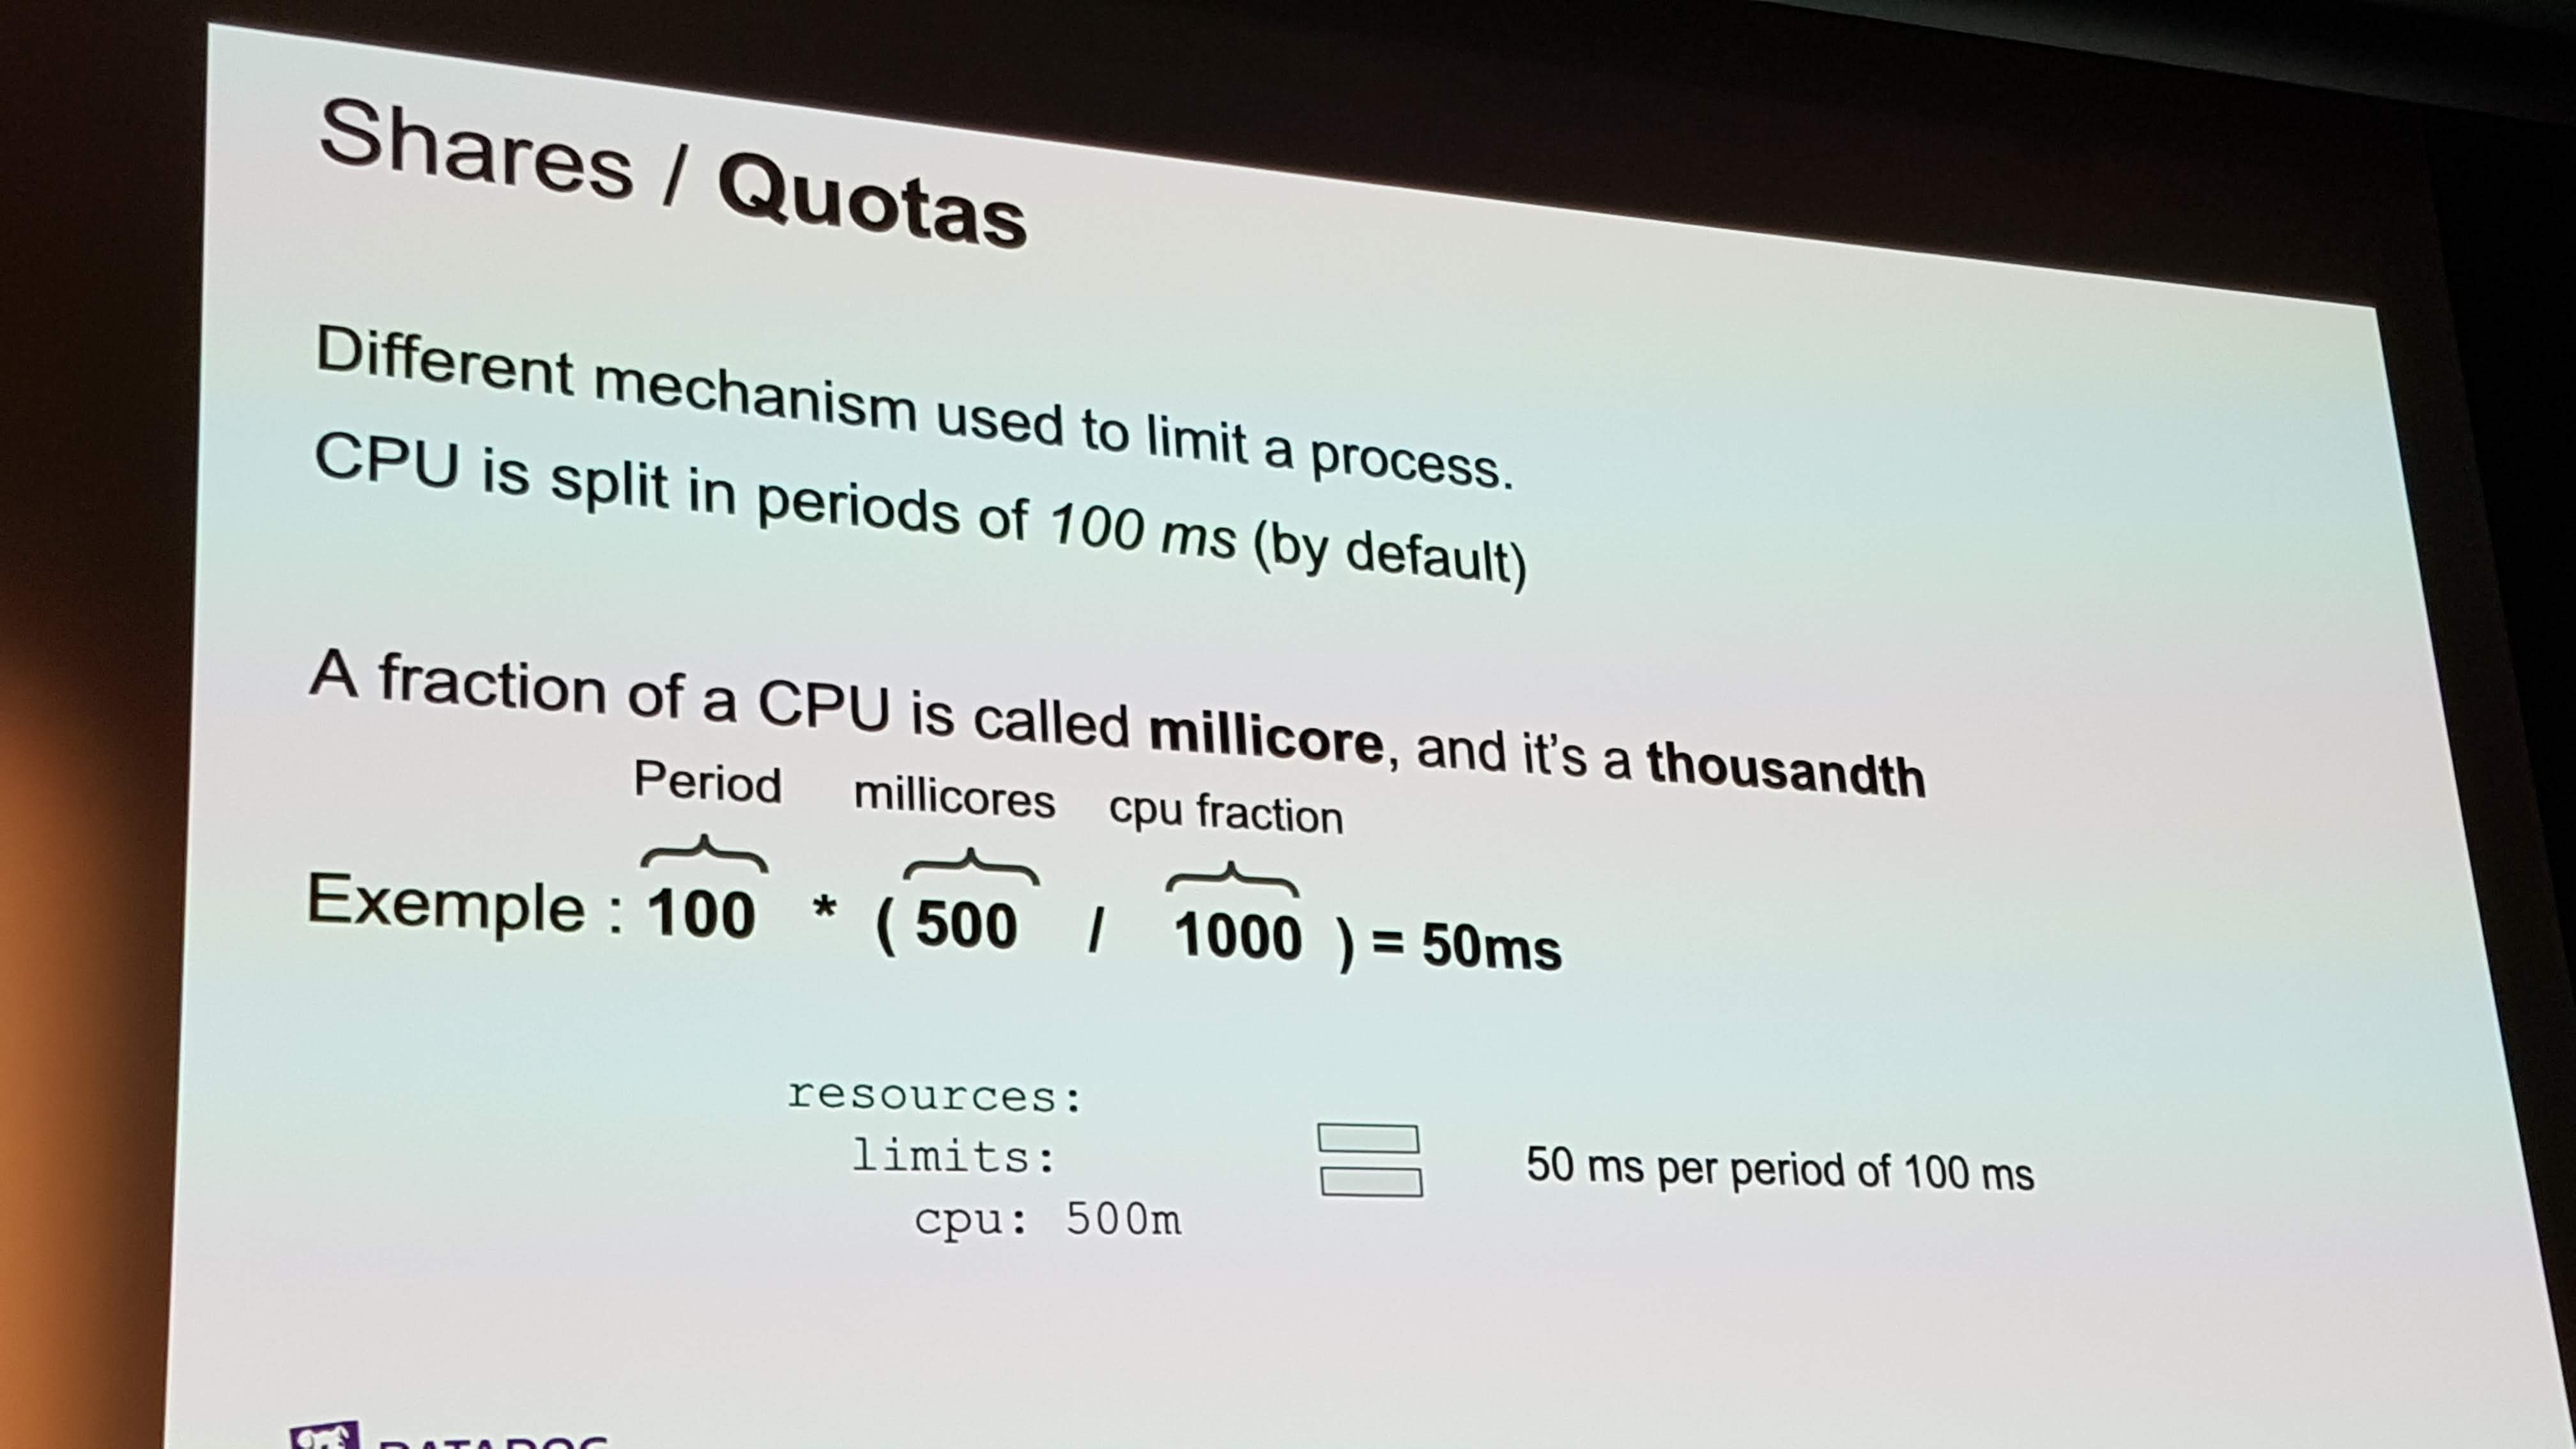 Shares / Quotas
Different mechanism used to limit a process.
CPU is split in periods of 100 ms (by default)
A fraction of a CPU is called millicore, and it's a thousandth
Period millicores cpu fraction
Exemple : 100 * ( 500 / 1000 ) = 50ms
resources:
limits:
cpu: 500m
50 ms per period of 100 ms
DATADOG